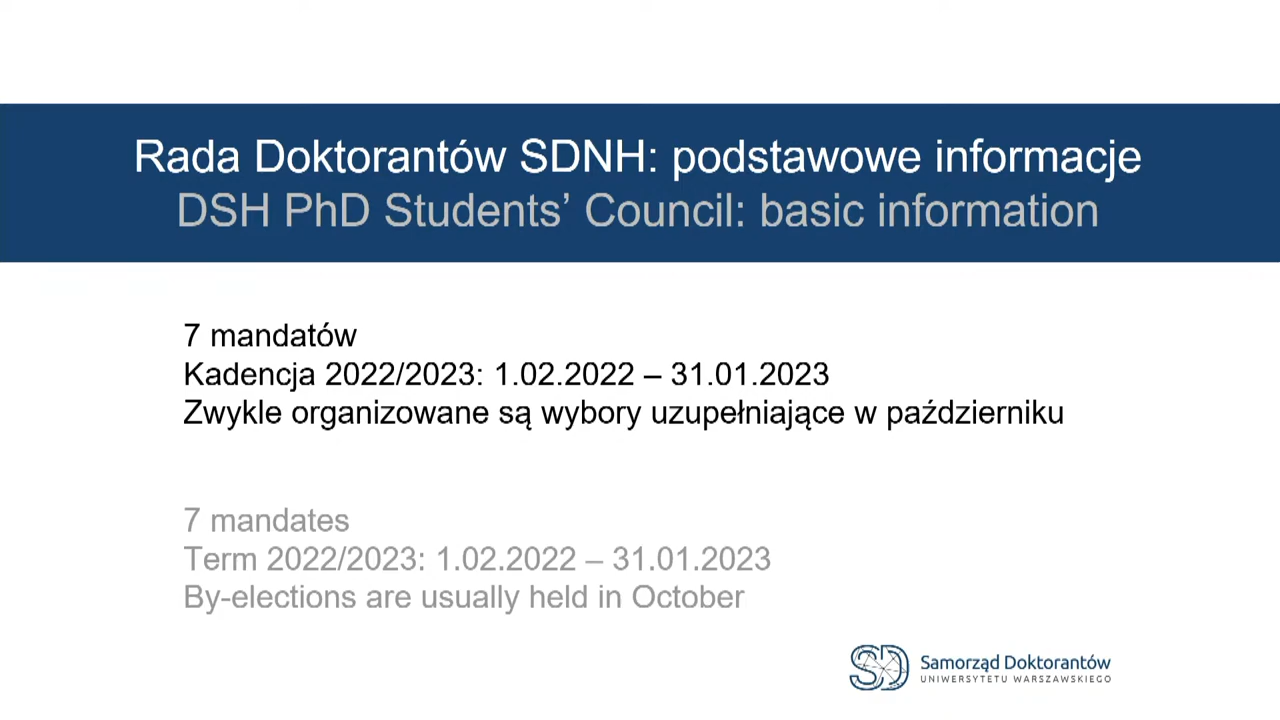 Rada Doktorantów SDNH: podstawowe informacje
DSH PhD Students’ Council: basic information
7 mandatów
Kadencja 2022/2023: 1.02.2022 – 31.01.2023
Zwykle organizowane są wybory uzupełniające w październiku
7 mandates
Term 2022/2023: 1.02.2022 – 31.01.2023
By-elections are usually held in October
SD
Samorząd Doktorantów
UNIWERSYTETU WARSZAWSKIEGO